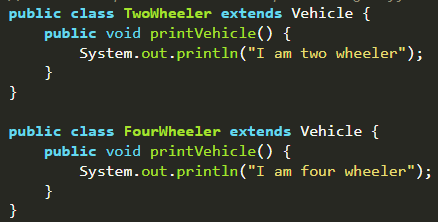 public class TwoWheeler extends Vehicle {
public void printVehicle() {
System.out.println("I am two wheeler");
}
}
public class FourWheeler extends Vehicle {
public void printVehicle() {
System.out.println("I am four wheeler");
}
}